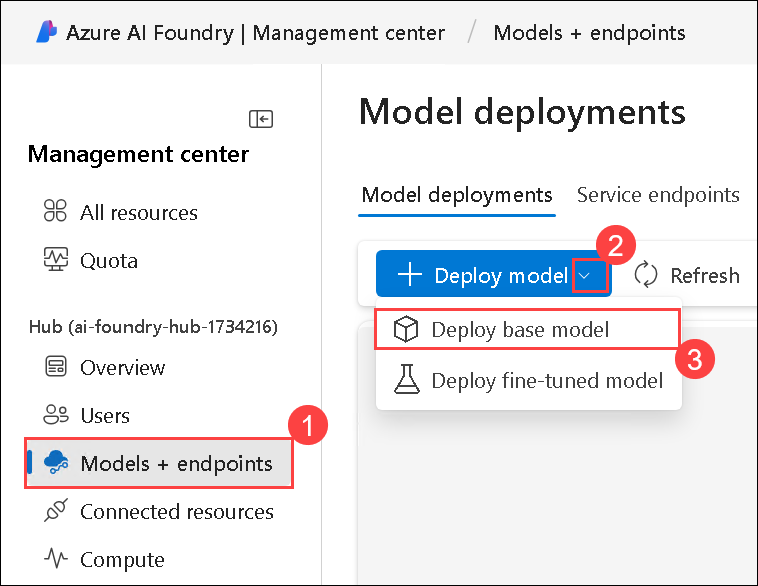 Azure AI Foundry | Management center / Models + endpoints
Management center
All resources
Quota
Hub (ai-foundry-hub-1734216)
Overview
Users
1
Models + endpoints
Connected resources
Compute
Model deployments
Model deployments Service endpoints
2
+ Deploy model Refresh
Deploy base model
3
Deploy fine-tuned model